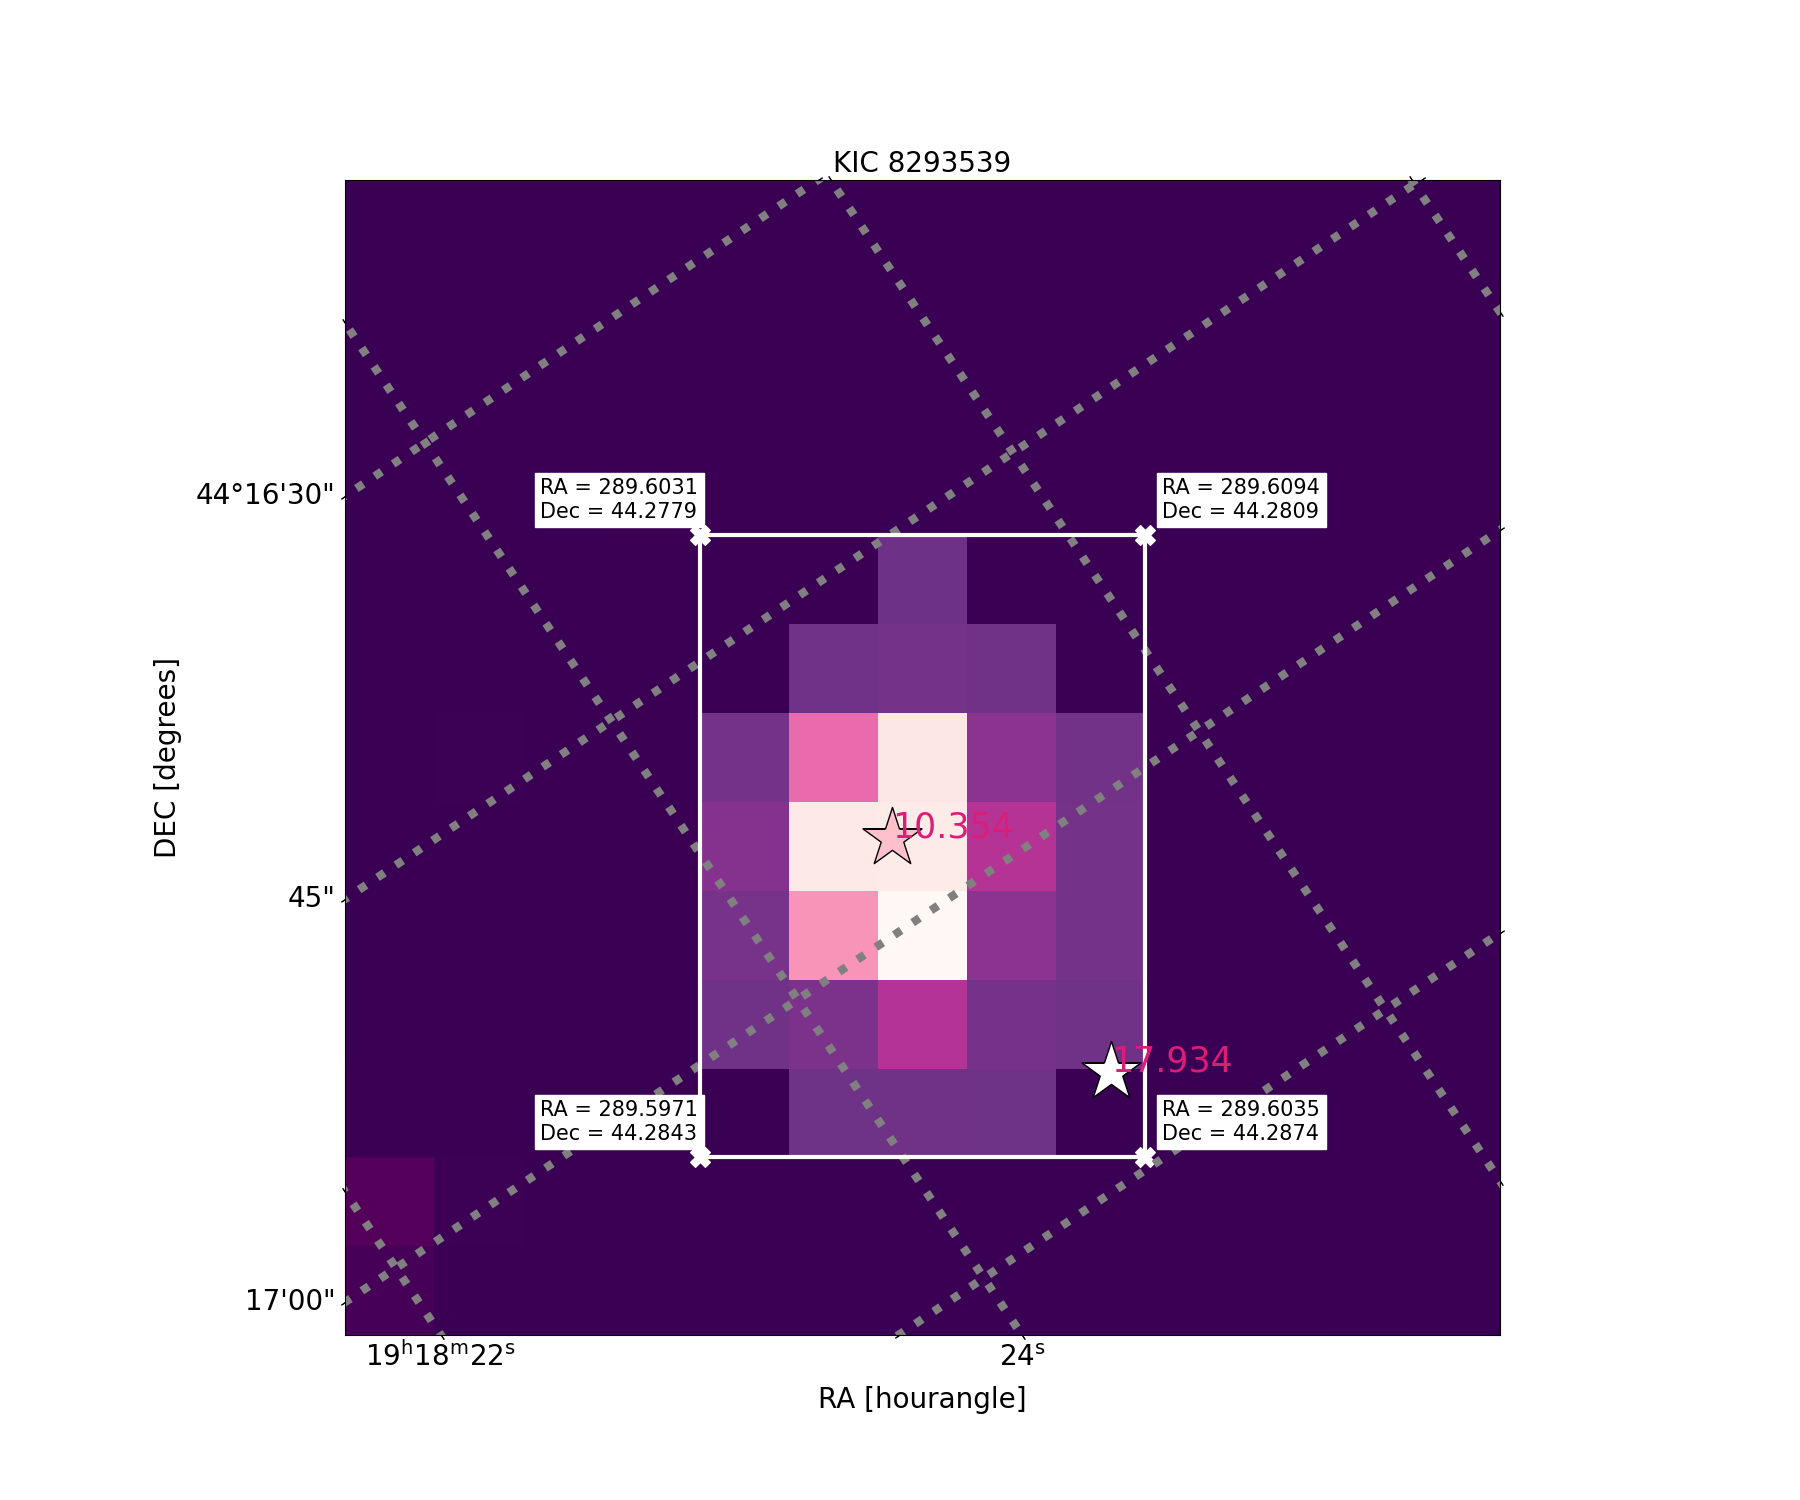 KIC 8293539
44°16'30"
RA = 289.6031
Dec = 44.2779
RA = 289.6094
Dec = 44.2809
DEC [degrees]
10.354
45"
17.934
RA = 289.5971
Dec = 44.2843
RA = 289.6035
Dec = 44.2874
17'00"
19ʰ18ᵐ22ˢ
24ˢ
RA [hourangle]